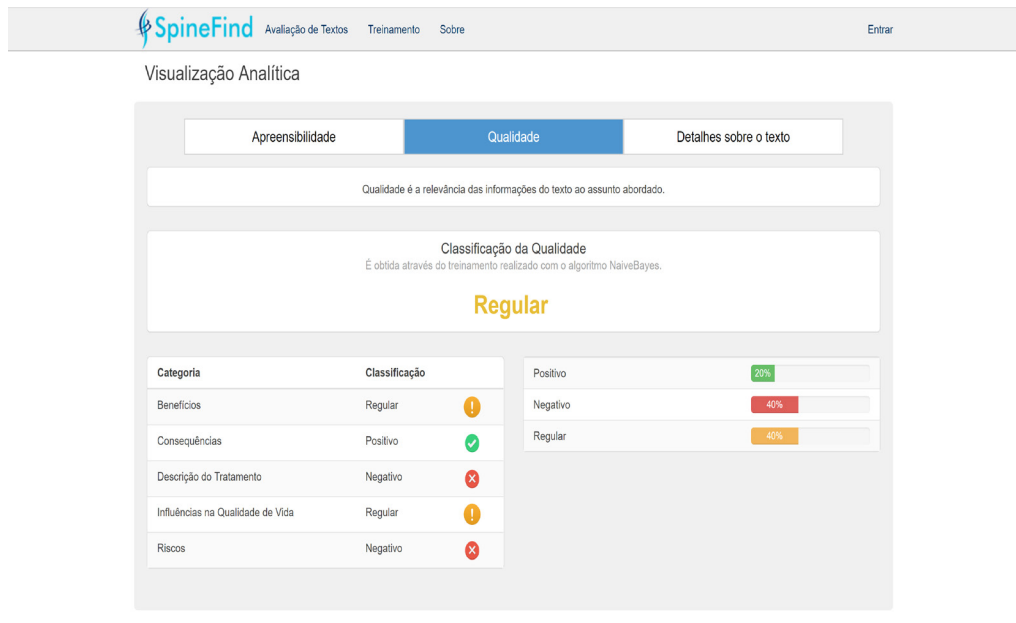 SpineFind Avaliação de Textos Treinamento Sobre Entrar
Visualização Analítica
Apreensibilidade Qualidade Detalhes sobre o texto
Qualidade é a relevância das informações do texto ao assunto abordado.
Classificação da Qualidade
É obtida através do treinamento realizado com o algoritmo NaiveBayes.
Regular
Categoria Classificação
Benefícios Regular
Consequências Positivo
Descrição do Tratamento Negativo
Influências na Qualidade de Vida Regular
Riscos Negativo
Positivo 20%
Negativo 40%
Regular 40%